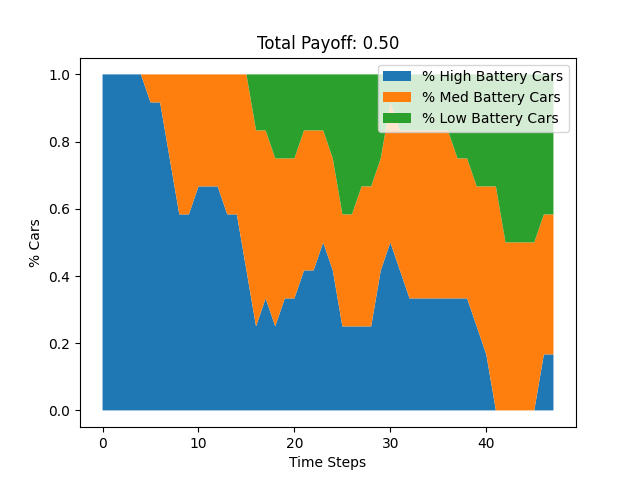 Total Payoff: 0.50
% High Battery Cars
% Med Battery Cars
% Low Battery Cars
1.0
0.8
0.6
0.4
0.2
0.0
% Cars
0 10 20 30 40
Time Steps